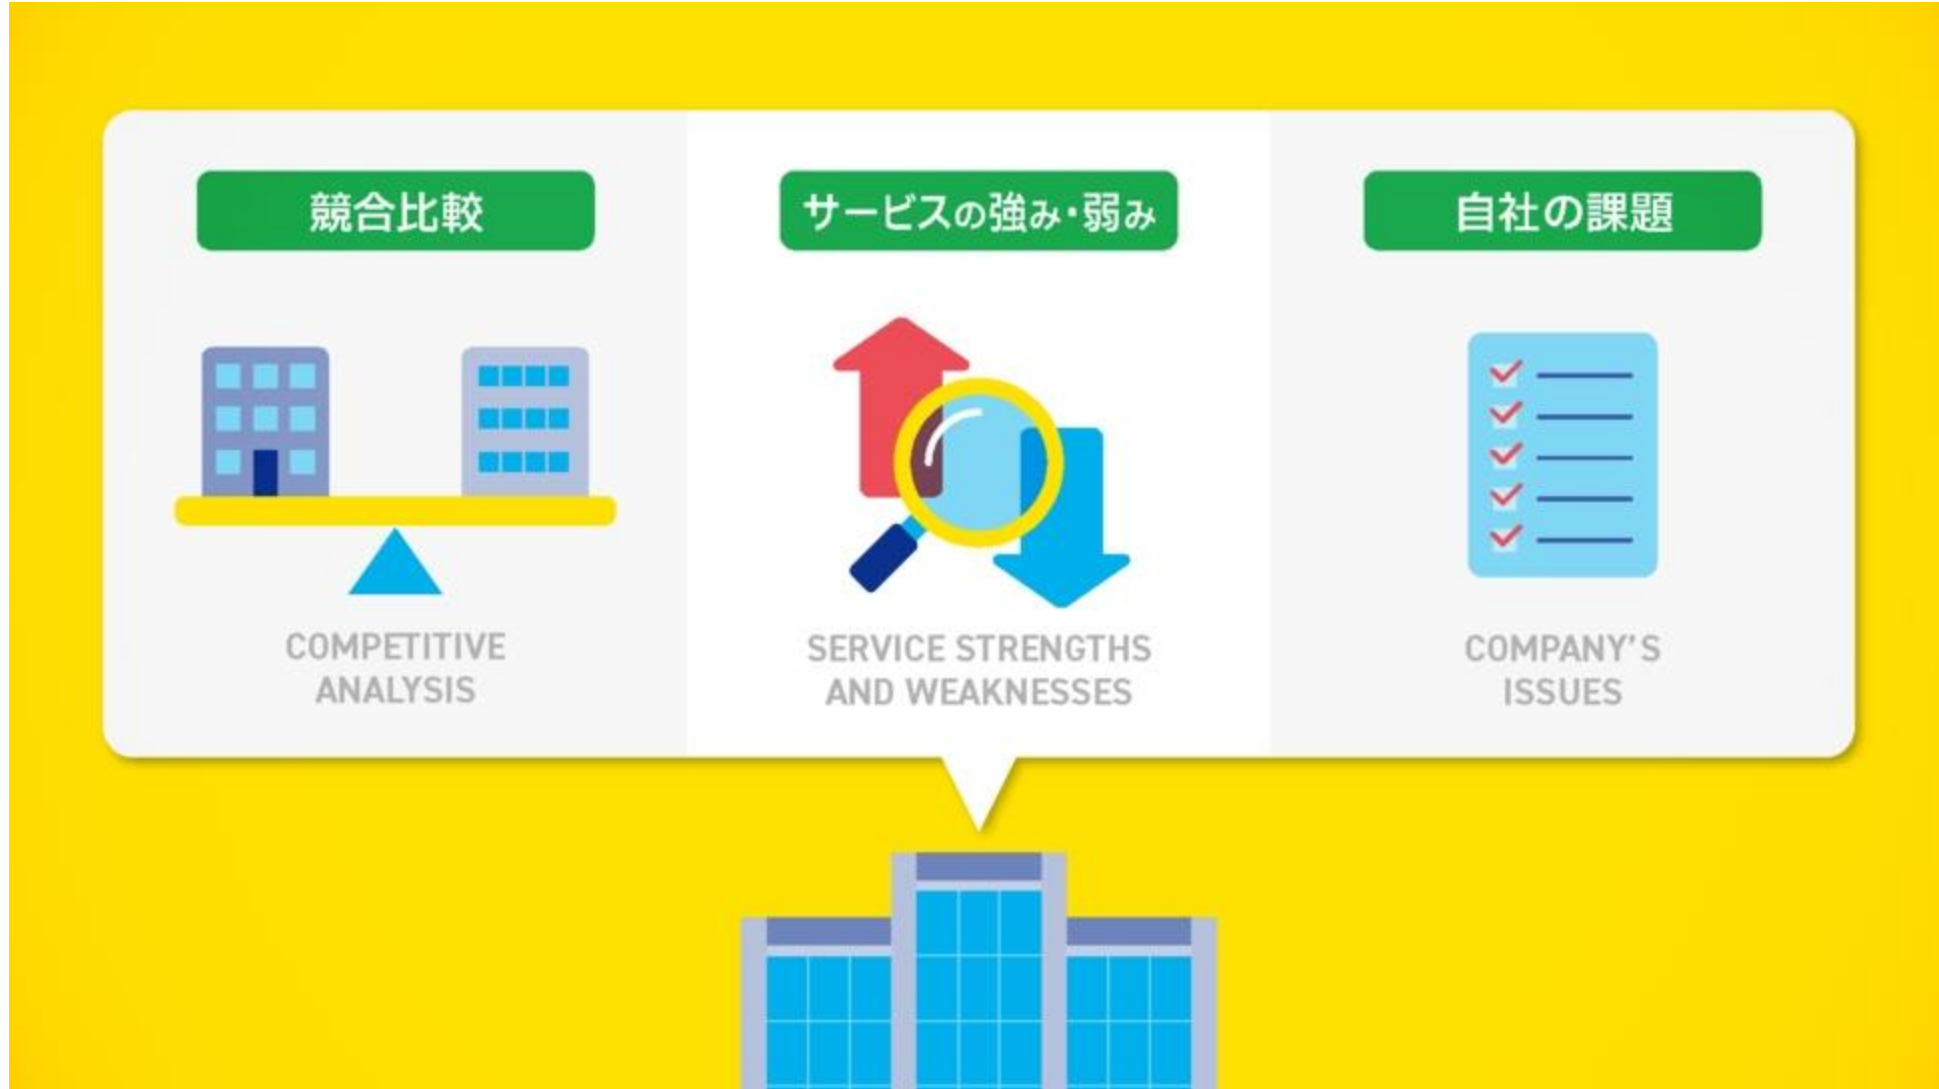 競合比較
サービスの強み・弱み
自社の課題
COMPETITIVE
ANALYSIS
SERVICE STRENGTHS
AND WEAKNESSES
COMPANY'S
ISSUES